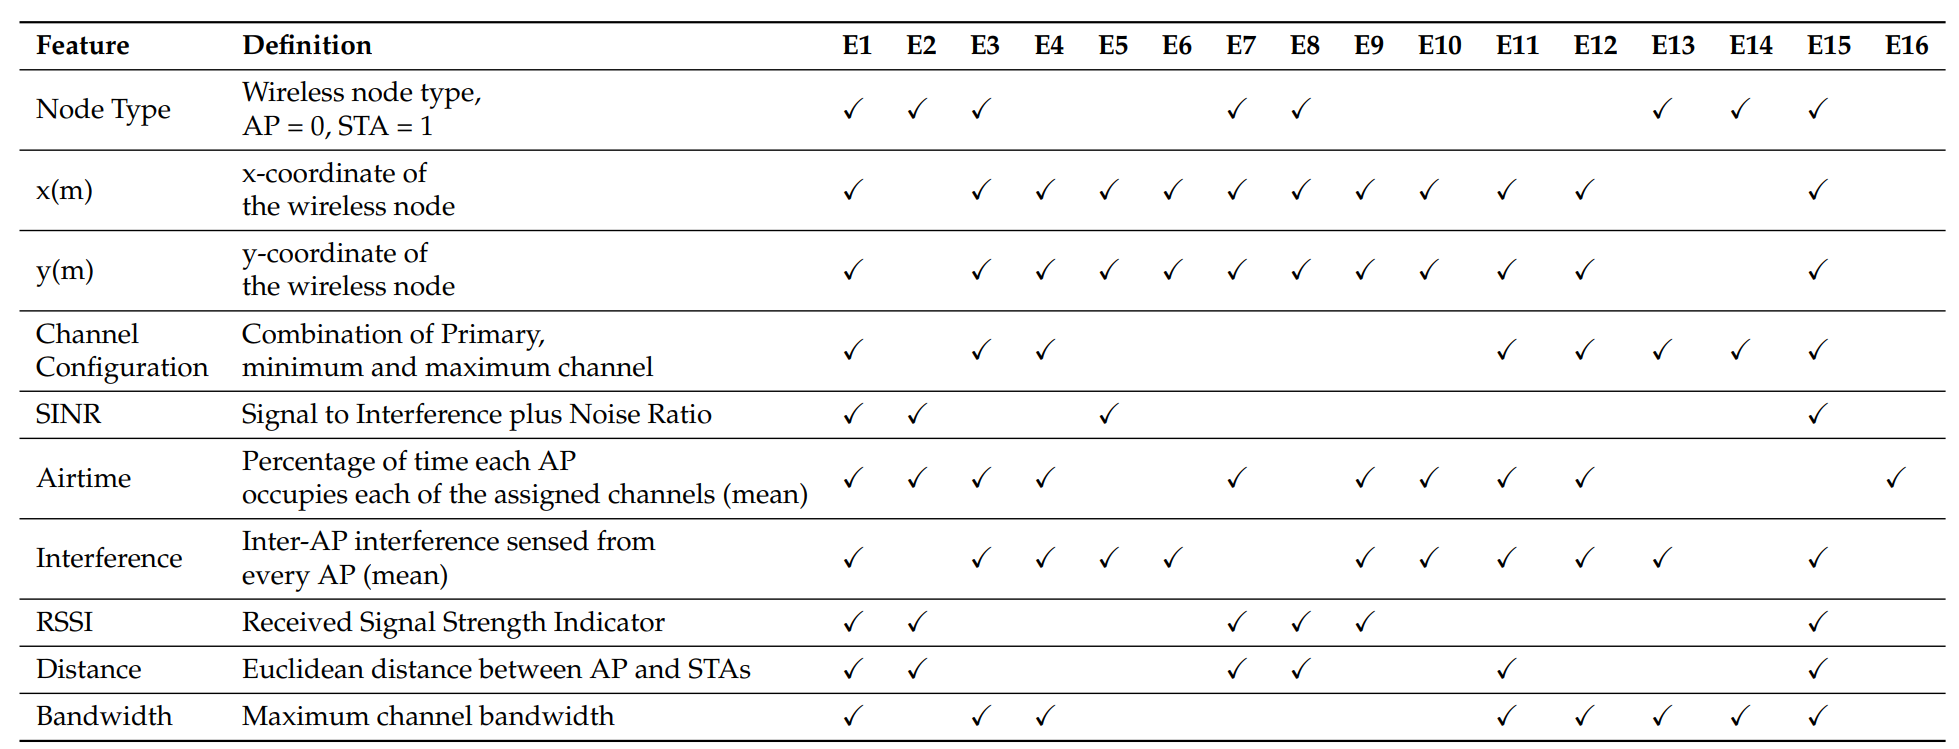 Feature Definition E1 E2 E3 E4 E5 E6 E7 E8 E9 E10 E11 E12 E13 E14 E15 E16
Node Type Wireless node type, ✓ ✓ ✓ ✓ ✓ ✓ ✓ ✓
AP = 0, STA = 1
x(m) x-coordinate of ✓ ✓ ✓ ✓ ✓ ✓ ✓ ✓ ✓ ✓ ✓ ✓
the wireless node
y(m) y-coordinate of ✓ ✓ ✓ ✓ ✓ ✓ ✓ ✓ ✓ ✓ ✓ ✓
the wireless node
Channel Combination of Primary, ✓ ✓ ✓ ✓ ✓ ✓ ✓ ✓
Configuration minimum and maximum channel
SINR Signal to Interference plus Noise Ratio ✓ ✓ ✓ ✓
Airtime Percentage of time each AP ✓ ✓ ✓ ✓ ✓ ✓ ✓ ✓ ✓ ✓
occupies each of the assigned channels (mean)
Interference Inter-AP interference sensed from ✓ ✓ ✓ ✓ ✓ ✓ ✓ ✓ ✓ ✓ ✓
every AP (mean)
RSSI Received Signal Strength Indicator ✓ ✓ ✓ ✓ ✓ ✓
Distance Euclidean distance between AP and STAs ✓ ✓ ✓ ✓ ✓ ✓
Bandwidth Maximum channel bandwidth ✓ ✓ ✓ ✓ ✓ ✓ ✓ ✓